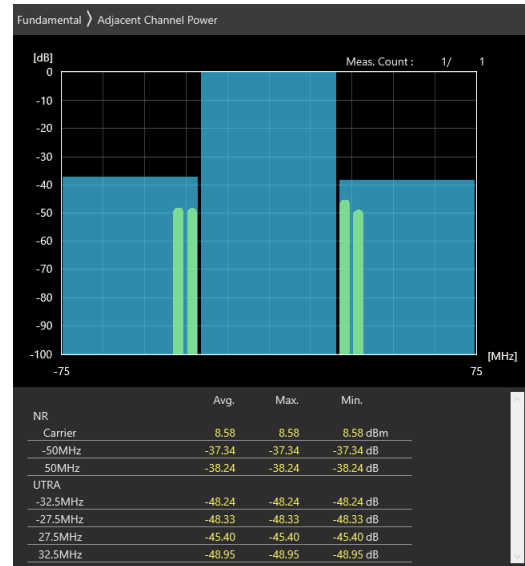 Fundamental 〉 Adjacent Channel Power
[dB]
Meas. Count : 1/ 1
0
-10
-20
-30
-40
-50
-60
-70
-80
-90
-100
[MHz]
-75 75
Avg. Max. Min.
NR
Carrier 8.58 8.58 8.58 dBm
-50MHz -37.34 -37.34 -37.34 dB
50MHz -38.24 -38.24 -38.24 dB
UTRA
-32.5MHz -48.24 -48.24 -48.24 dB
-27.5MHz -48.33 -48.33 -48.33 dB
27.5MHz -45.40 -45.40 -45.40 dB
32.5MHz -48.95 -48.95 -48.95 dB